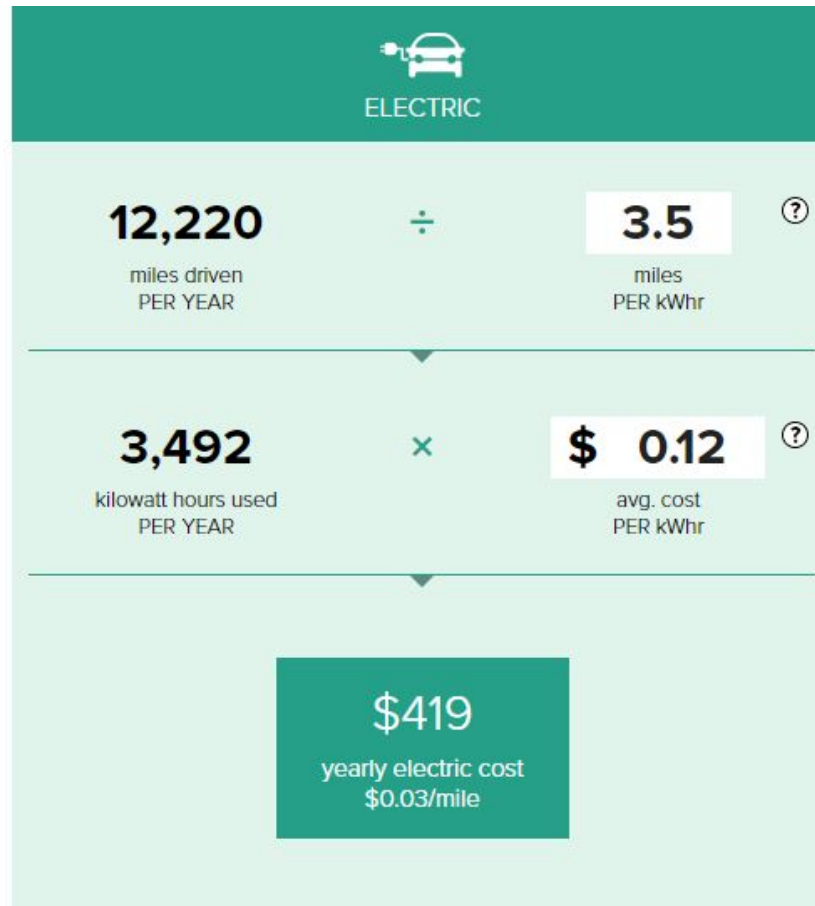 ELECTRIC
12,220 ÷ 3.5 ?
miles driven miles
PER YEAR PER kWhr
3,492 × $ 0.12 ?
kilowatt hours used avg. cost
PER YEAR PER kWhr
$419
yearly electric cost
$0.03/mile